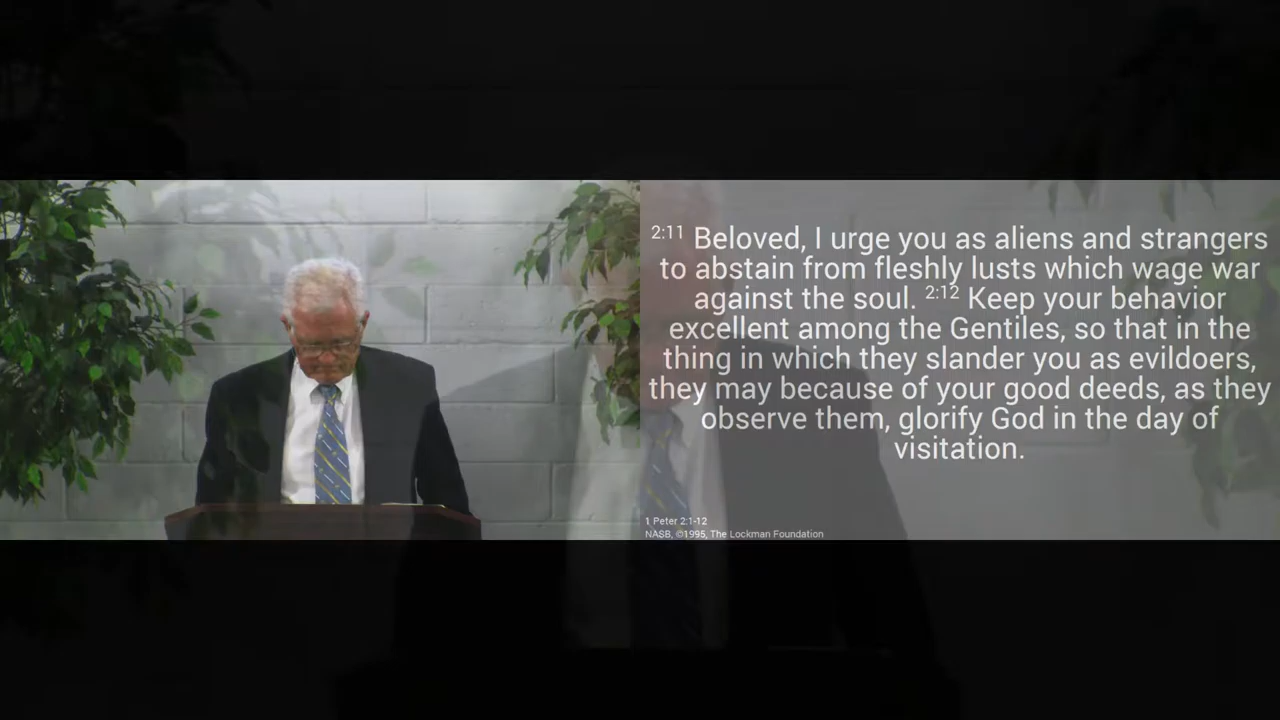 2:11 Beloved, I urge you as aliens and strangers
to abstain from fleshly lusts which wage war
against the soul. 2:12 Keep your behavior
excellent among the Gentiles, so that in the
thing in which they slander you as evildoers,
they may because of your good deeds, as they
observe them, glorify God in the day of
visitation.
1 Peter 2:1-12
NASB, ©1995, The Lockman Foundation